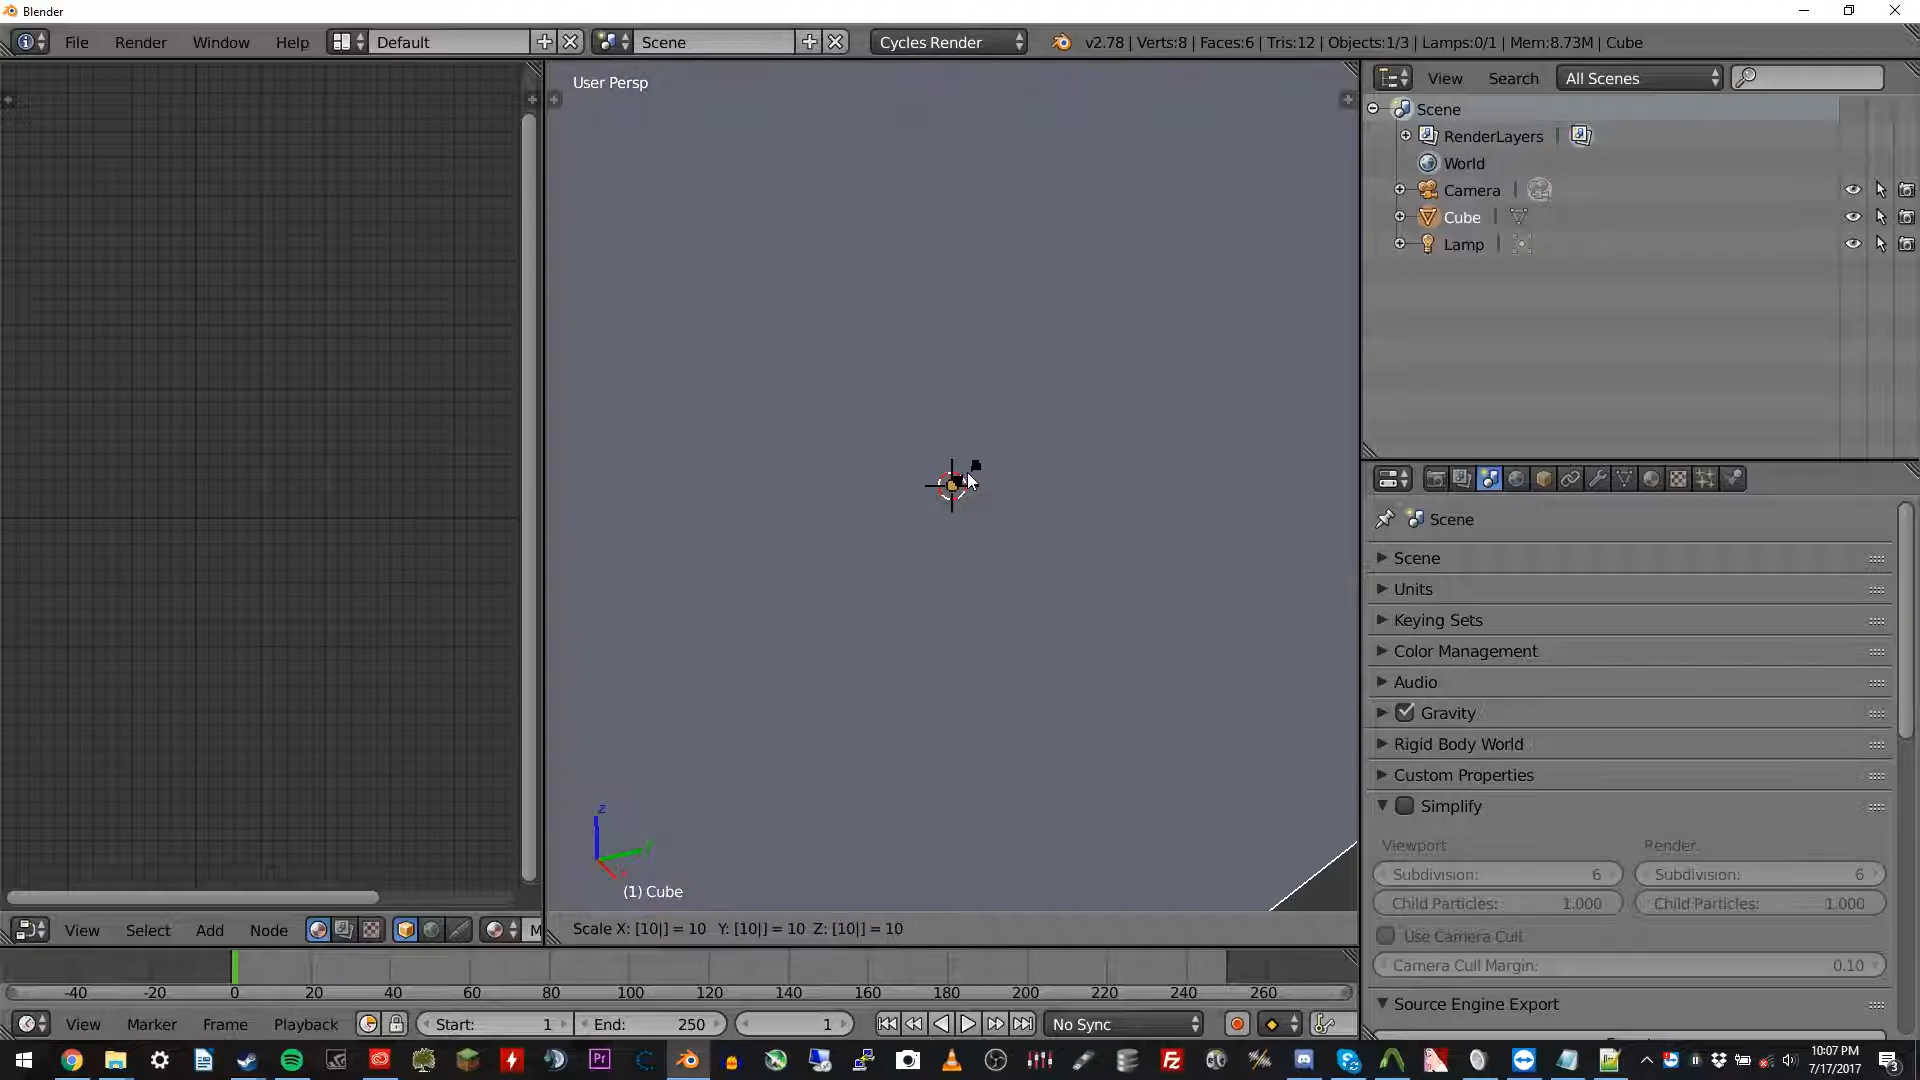 Blender
File Render Window Help Default Scene Cycles Render v2.78 | Verts:8 | Faces:6 | Tris:12 | Objects:1/3 | Lamps:0/1 | Mem:8.73M | Cube
User Persp
View Search All Scenes
Scene
RenderLayers
World
Camera
Cube
Lamp
Scene
Scene
Units
Keying Sets
Color Management
Audio
Gravity
Rigid Body World
Custom Properties
Simplify
Viewport Render
Subdivision: 6 Subdivision: 6
Child Particles: 1.000 Child Particles: 1.000
Use Camera Cull
Camera Cull Margin: 0.10
Source Engine Export
z
(1) Cube
View Select Add Node M
Scale X: [10|] = 10 Y: [10|] = 10 Z: [10|] = 10
-40 -20 0 20 40 60 80 100 120 140 160 180 200 220 240 260
View Marker Frame Playback Start: 1 End: 250 1 No Sync
10:07 PM
7/17/2017